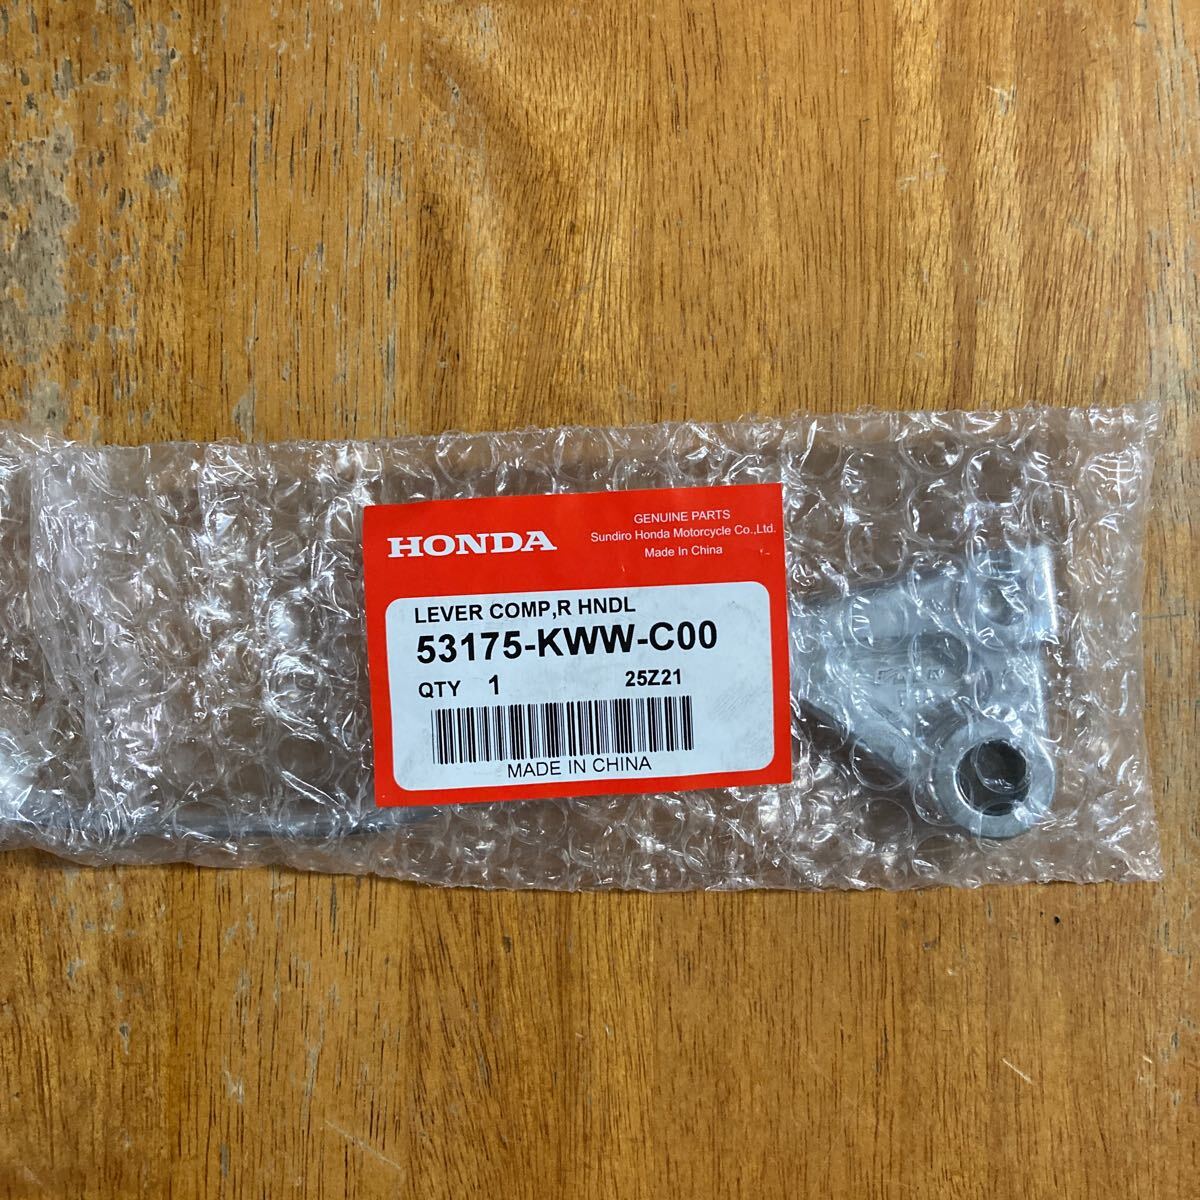 HONDA
GENUINE PARTS
Sundiro Honda Motorcycle Co.,Ltd.
Made In China
LEVER COMP,R HNDL
53175-KWW-C00
QTY 1 25Z21
MADE IN CHINA